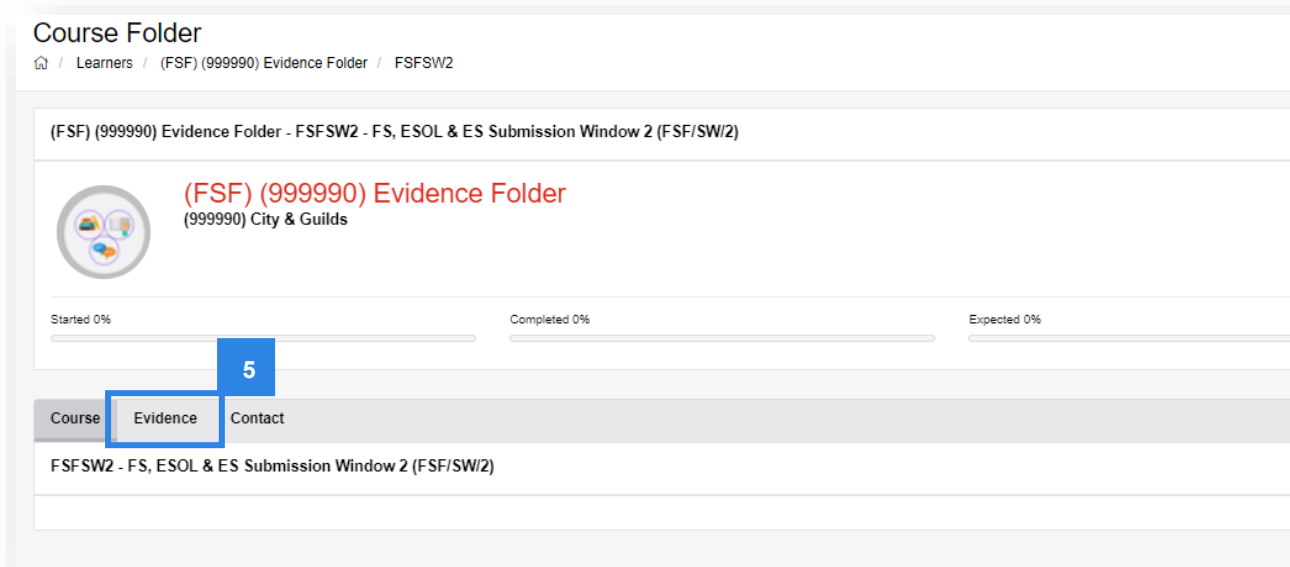 Course Folder
/ Learners / (FSF) (999990) Evidence Folder / FSFSW2
(FSF) (999990) Evidence Folder - FSFSW2 - FS, ESOL & ES Submission Window 2 (FSF/SW/2)
(FSF) (999990) Evidence Folder
(999990) City & Guilds
Started 0% Completed 0% Expected 0%
5
Course Evidence Contact
FSFSW2 - FS, ESOL & ES Submission Window 2 (FSF/SW/2)